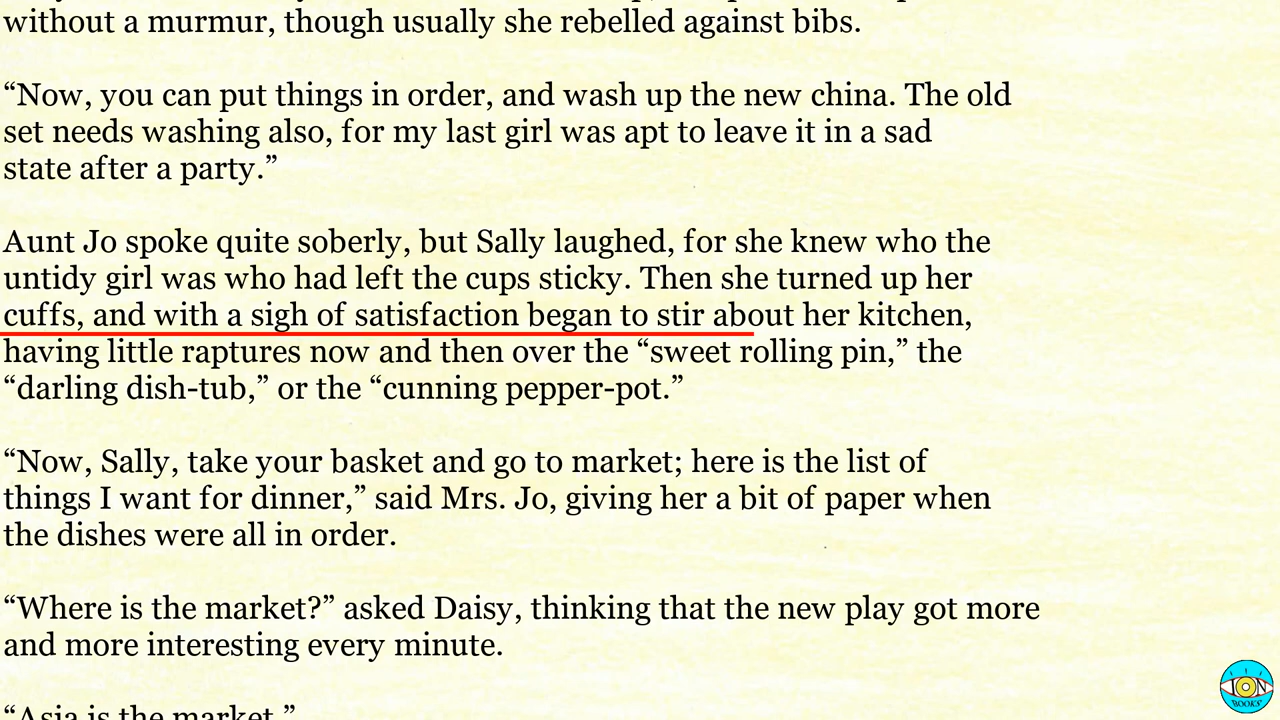 without a murmur, though usually she rebelled against bibs.
“Now, you can put things in order, and wash up the new china. The old
set needs washing also, for my last girl was apt to leave it in a sad
state after a party.”
Aunt Jo spoke quite soberly, but Sally laughed, for she knew who the
untidy girl was who had left the cups sticky. Then she turned up her
cuffs, and with a sigh of satisfaction began to stir about her kitchen,
having little raptures now and then over the “sweet rolling pin,” the
“darling dish-tub,” or the “cunning pepper-pot.”
“Now, Sally, take your basket and go to market; here is the list of
things I want for dinner,” said Mrs. Jo, giving her a bit of paper when
the dishes were all in order.
“Where is the market?” asked Daisy, thinking that the new play got more
and more interesting every minute.
“Asia is the market.”
ION
BOOKS